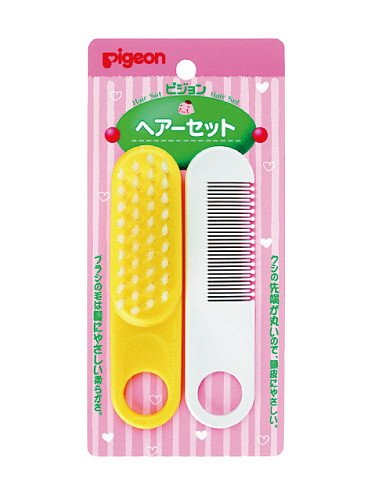 pigeon
ピジョン
Hair Set
Hair Set
ヘアーセット
クシの先端が丸いので、頭皮にやさしい。
ブラシの毛は髪にやさしい柔らかさ。